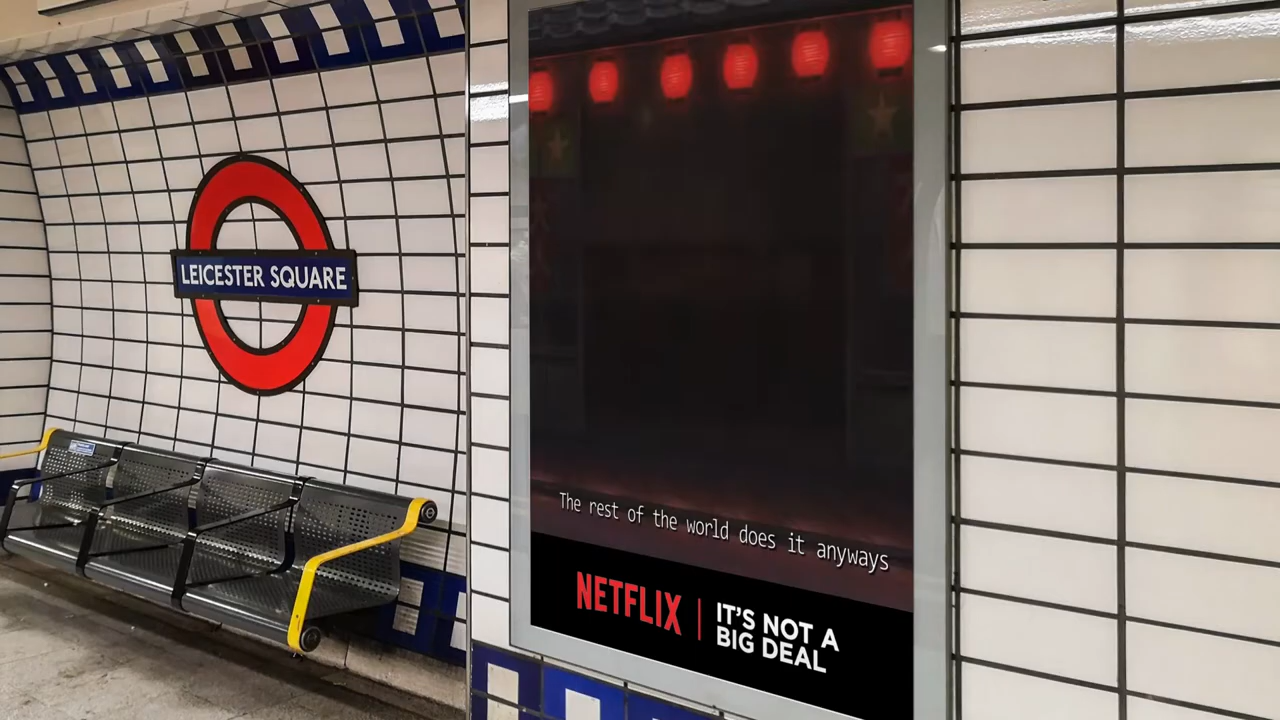 LEICESTER SQUARE
The rest of the world does it anyways
NETFLIX
IT'S NOT A
BIG DEAL